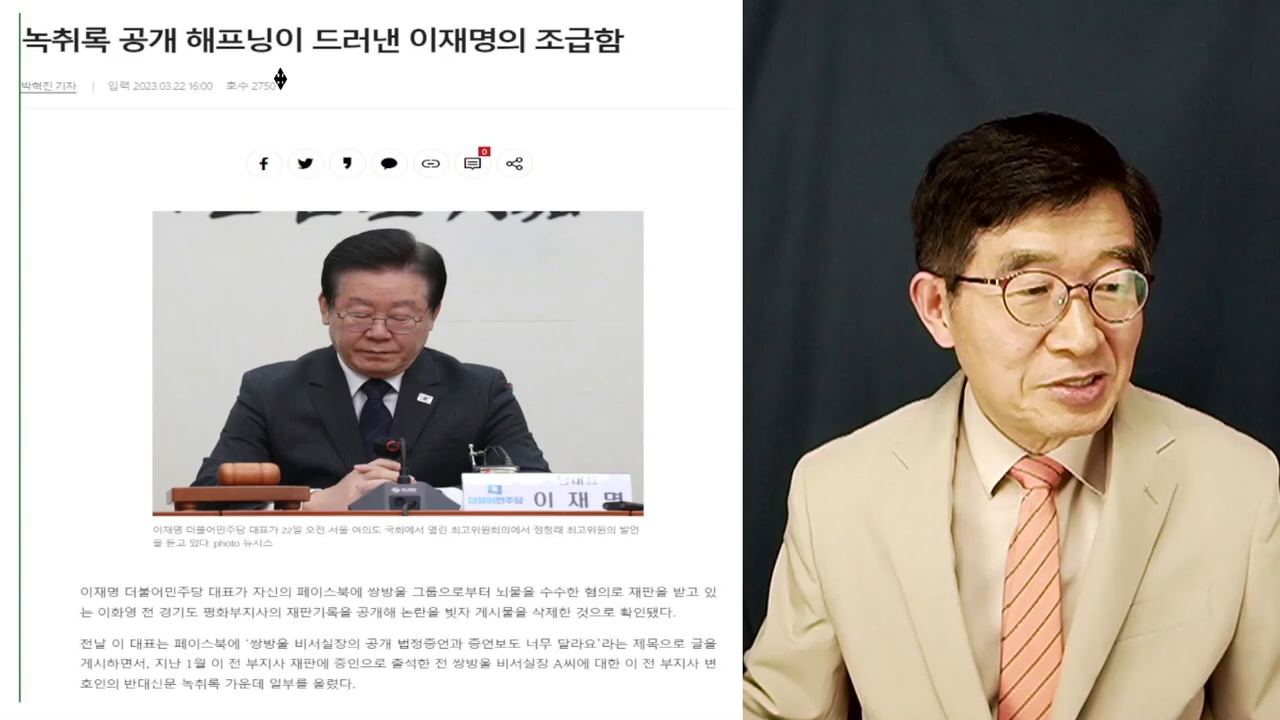 녹취록 공개 해프닝이 드러낸 이재명의 조급함
박혁진 기자 | 입력 2023.03.22 16:00 호수 2750
0
당대표
더불어민주당 이 재 명
이재명 더불어민주당 대표가 22일 오전 서울 여의도 국회에서 열린 최고위원회의에서 정청래 최고위원의 발언
을 듣고 있다. photo 뉴시스
이재명 더불어민주당 대표가 자신의 페이스북에 쌍방울 그룹으로부터 뇌물을 수수한 혐의로 재판을 받고 있
는 이화영 전 경기도 평화부지사의 재판기록을 공개해 논란을 빚자 게시물을 삭제한 것으로 확인됐다.
전날 이 대표는 페이스북에 ‘쌍방울 비서실장의 공개 법정증언과 증언보도 너무 달라요’라는 제목으로 글을
게시하면서, 지난 1월 이 전 부지사 재판에 증인으로 출석한 전 쌍방울 비서실장 A씨에 대한 이 전 부지사 변
호인의 반대신문 녹취록 가운데 일부를 올렸다.